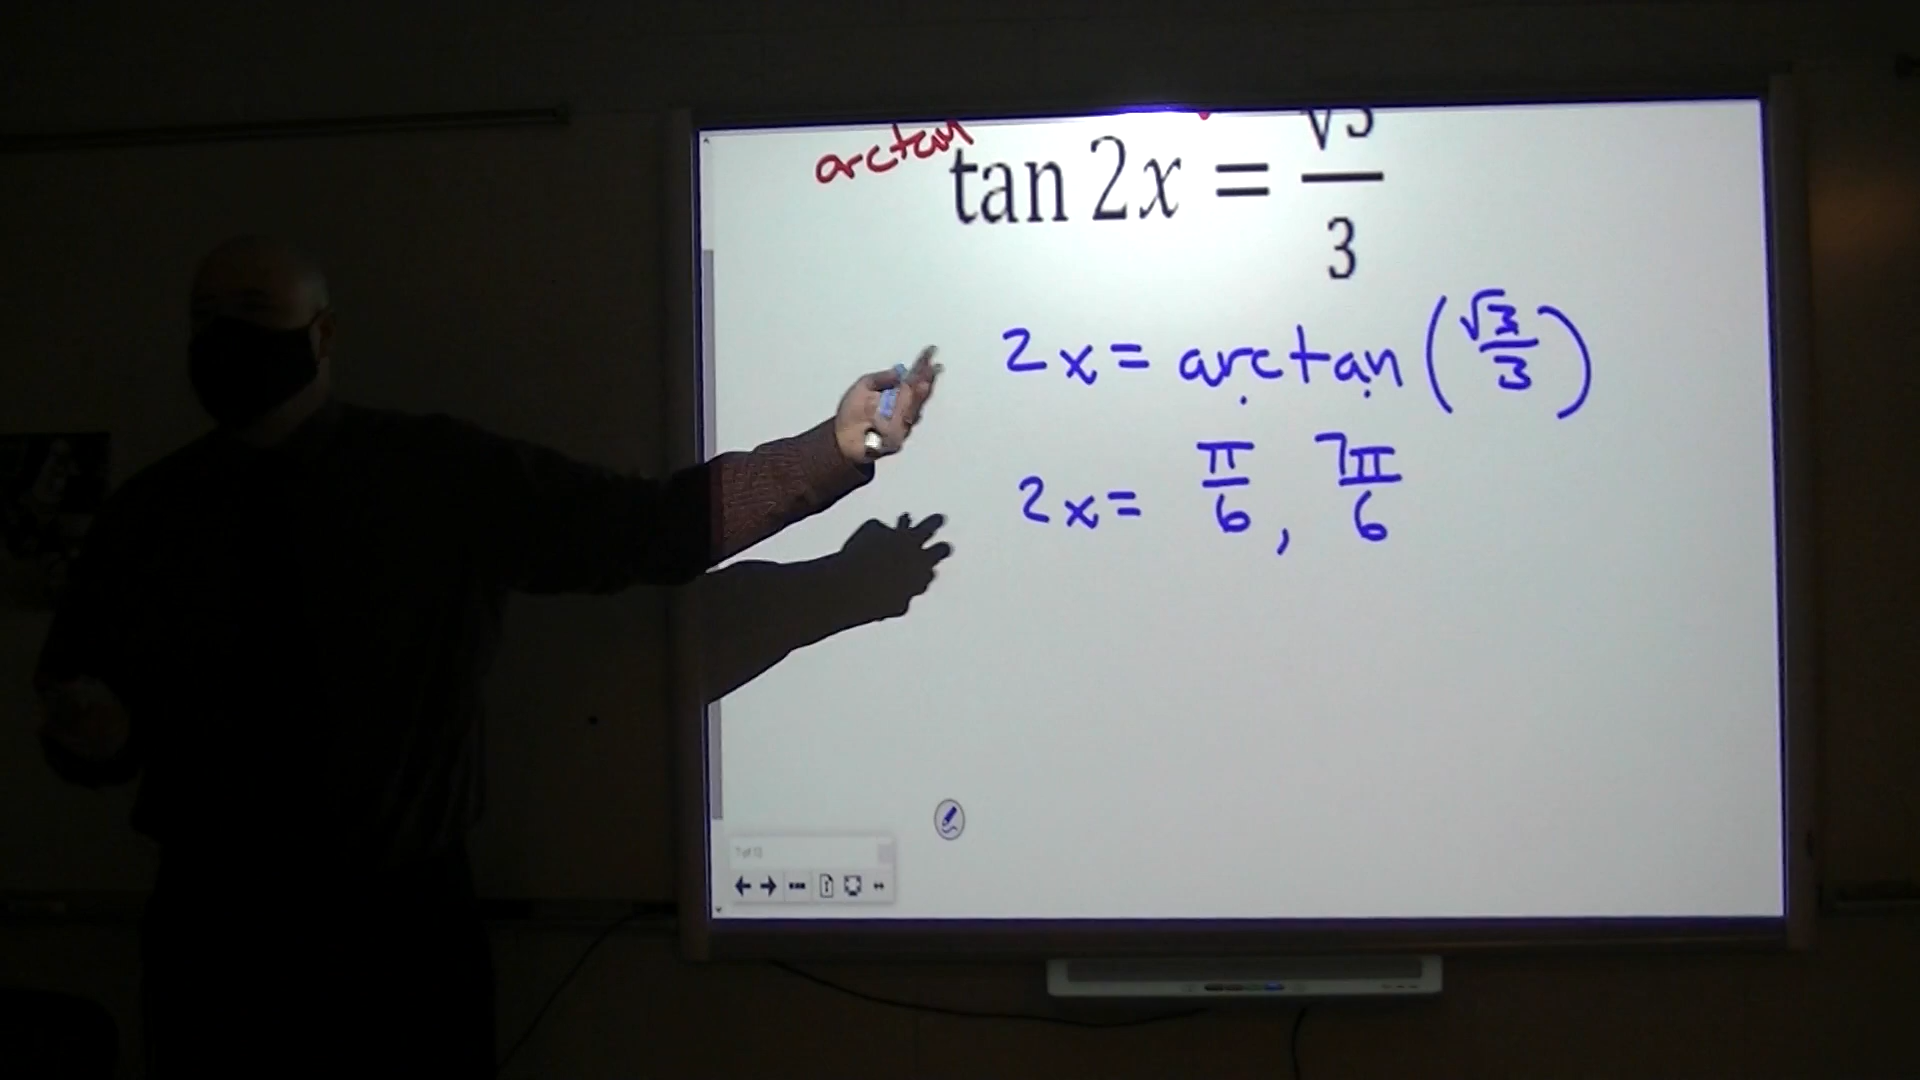 arctan
tan 2x = √3/3
2x = arctan (√3/3)
2x = π/6, 7π/6